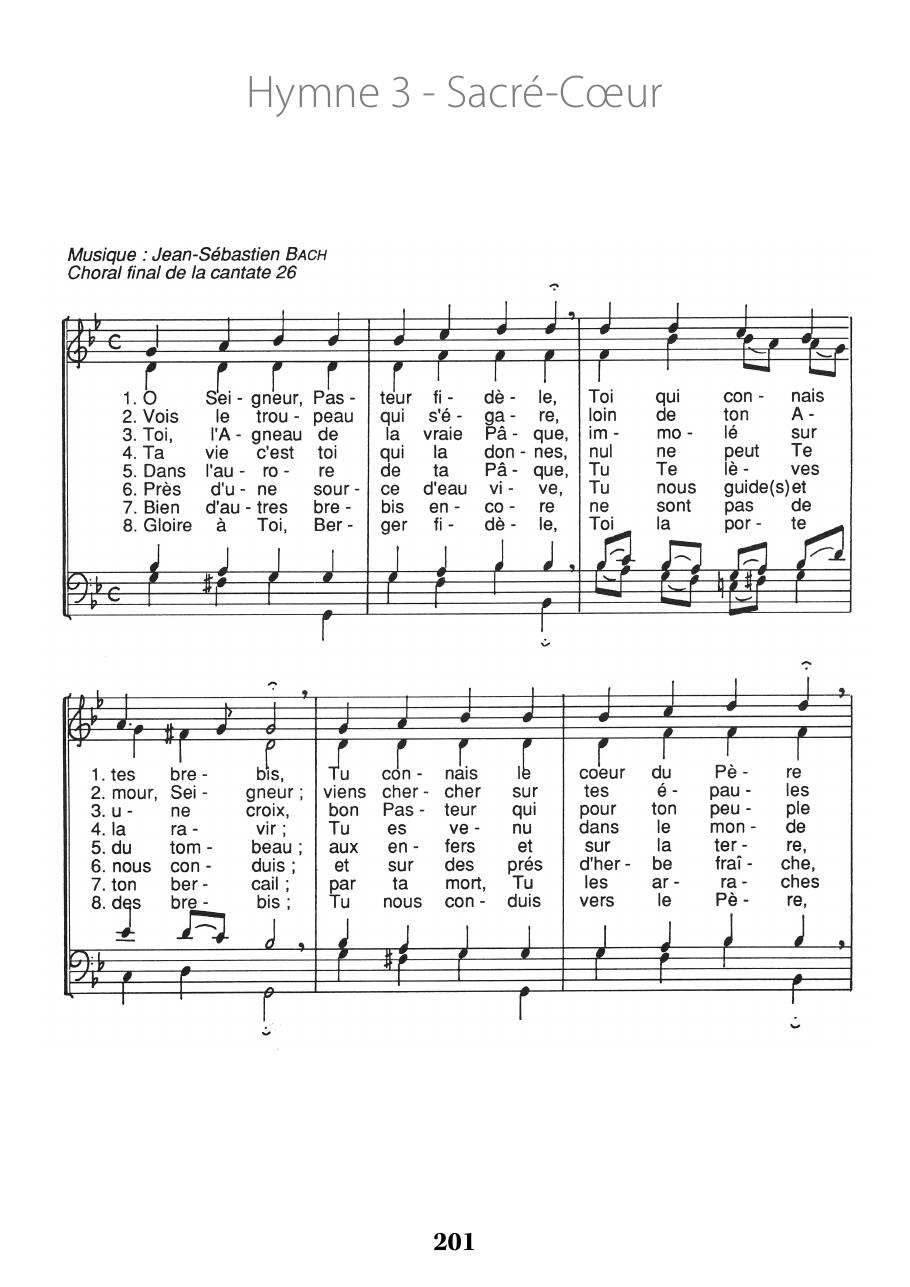 Hymne 3 - Sacré-Cœur
Musique : Jean-Sébastien BACH
Choral final de la cantate 26
1. O Sei - gneur, Pas - teur fi - dè - le, Toi qui con - nais
2. Vois le trou - peau qui s'é - ga - re, loin de ton A -
3. Toi, l'A - gneau de la vraie Pâ - que, im - mo - lé sur
4. Ta vie c'est toi qui la don - nes, nul ne peut Te
5. Dans l'au - ro - re de ta Pâ - que, Tu Te lè - ves
6. Près d'u - ne sour - ce d'eau vi - ve, Tu nous guide(s)et
7. Bien d'au - tres bre - bis en - co - re ne sont pas de
8. Gloire à Toi, Ber - ger fi - dè - le, Toi la por - te
1. tes bre - bis, Tu con - nais le coeur du Pè - re
2. mour, Sei - gneur ; viens cher - cher sur tes é - pau - les
3. u - ne croix, bon Pas - teur qui pour ton peu - ple
4. la ra - vir ; Tu es ve - nu dans le mon - de
5. du tom - beau ; aux en - fers et sur la ter - re,
6. nous con - duis ; et sur des prés d'her - be fraî - che,
7. ton ber - cail ; par ta mort, Tu les ar - ra - ches
8. des bre - bis ; Tu nous con - duis vers le Pè - re,
201